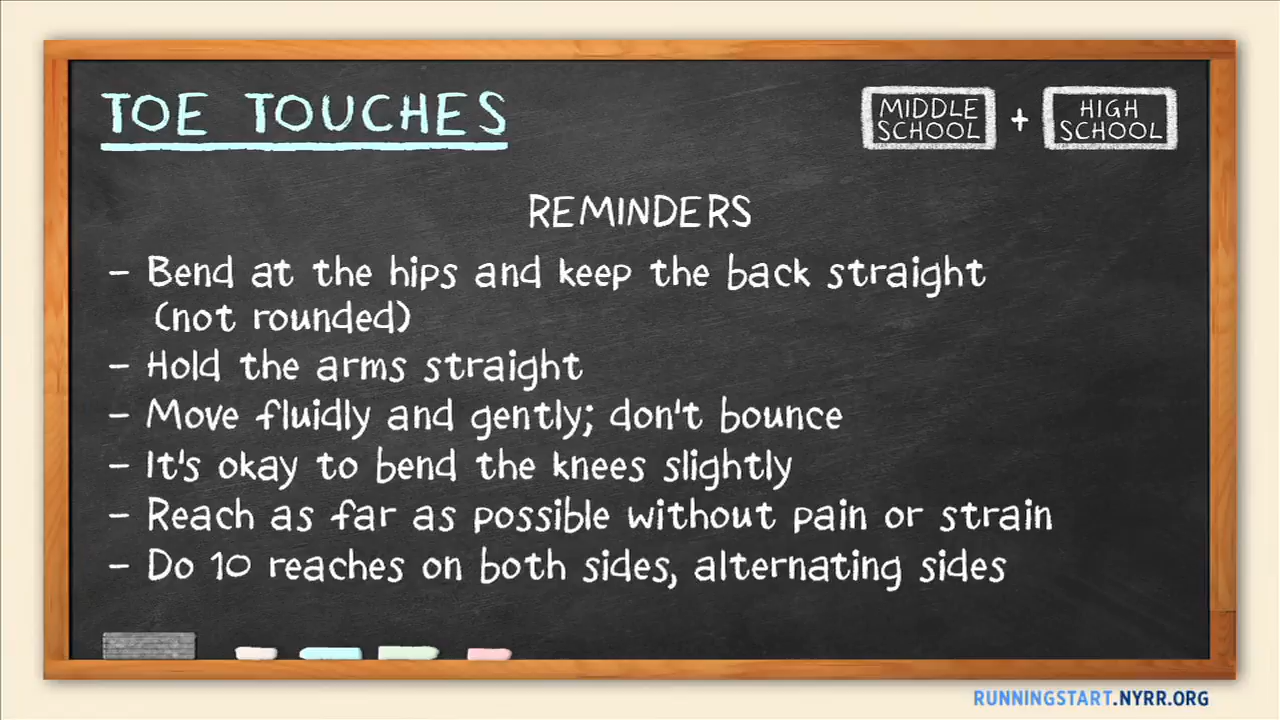 TOE TOUCHES
MIDDLE
SCHOOL
+
HIGH
SCHOOL
REMINDERS
– Bend at the hips and keep the back straight
(not rounded)
– Hold the arms straight
– Move fluidly and gently; don't bounce
– It's okay to bend the knees slightly
– Reach as far as possible without pain or strain
– Do 10 reaches on both sides, alternating sides
RUNNINGSTART.NYRR.ORG